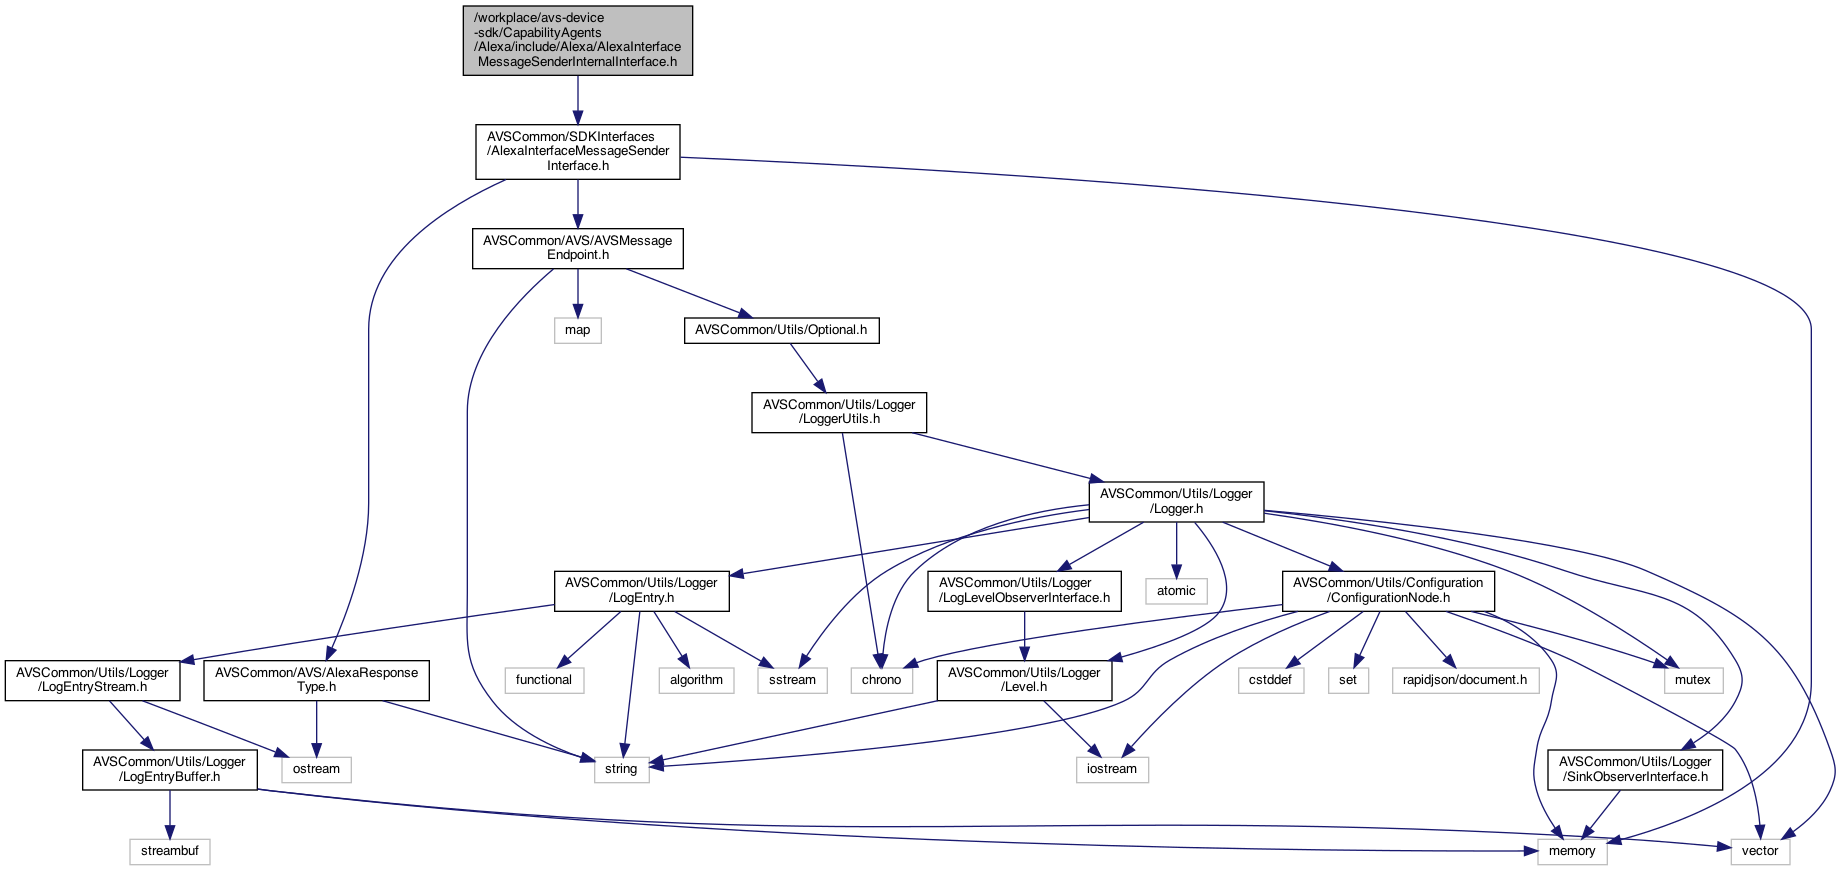 /workplace/avs-device
-sdk/CapabilityAgents
/Alexa/include/Alexa/AlexaInterface
MessageSenderInternalInterface.h
AVSCommon/SDKInterfaces
/AlexaInterfaceMessageSender
Interface.h
AVSCommon/AVS/AVSMessage
Endpoint.h
map
AVSCommon/Utils/Optional.h
AVSCommon/Utils/Logger
/LoggerUtils.h
AVSCommon/Utils/Logger
/Logger.h
AVSCommon/Utils/Logger
/LogEntry.h
AVSCommon/Utils/Logger
/LogLevelObserverInterface.h
atomic
AVSCommon/Utils/Configuration
/ConfigurationNode.h
AVSCommon/Utils/Logger
/LogEntryStream.h
AVSCommon/AVS/AlexaResponse
Type.h
functional
algorithm
sstream
chrono
AVSCommon/Utils/Logger
/Level.h
cstddef
set
rapidjson/document.h
mutex
AVSCommon/Utils/Logger
/LogEntryBuffer.h
ostream
string
iostream
AVSCommon/Utils/Logger
/SinkObserverInterface.h
streambuf
memory
vector